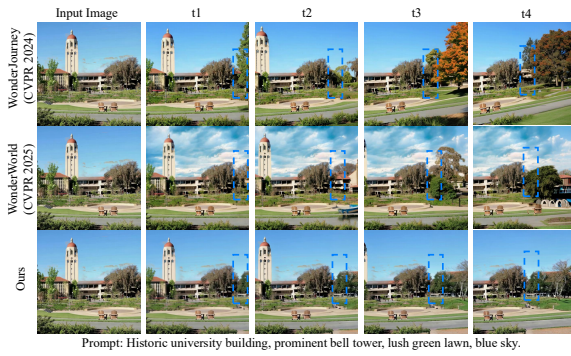 Input Image t1 t2 t3 t4
WonderJourney
(CVPR 2024)
WonderWorld
(CVPR 2025)
Ours
Prompt: Historic university building, prominent bell tower, lush green lawn, blue sky.